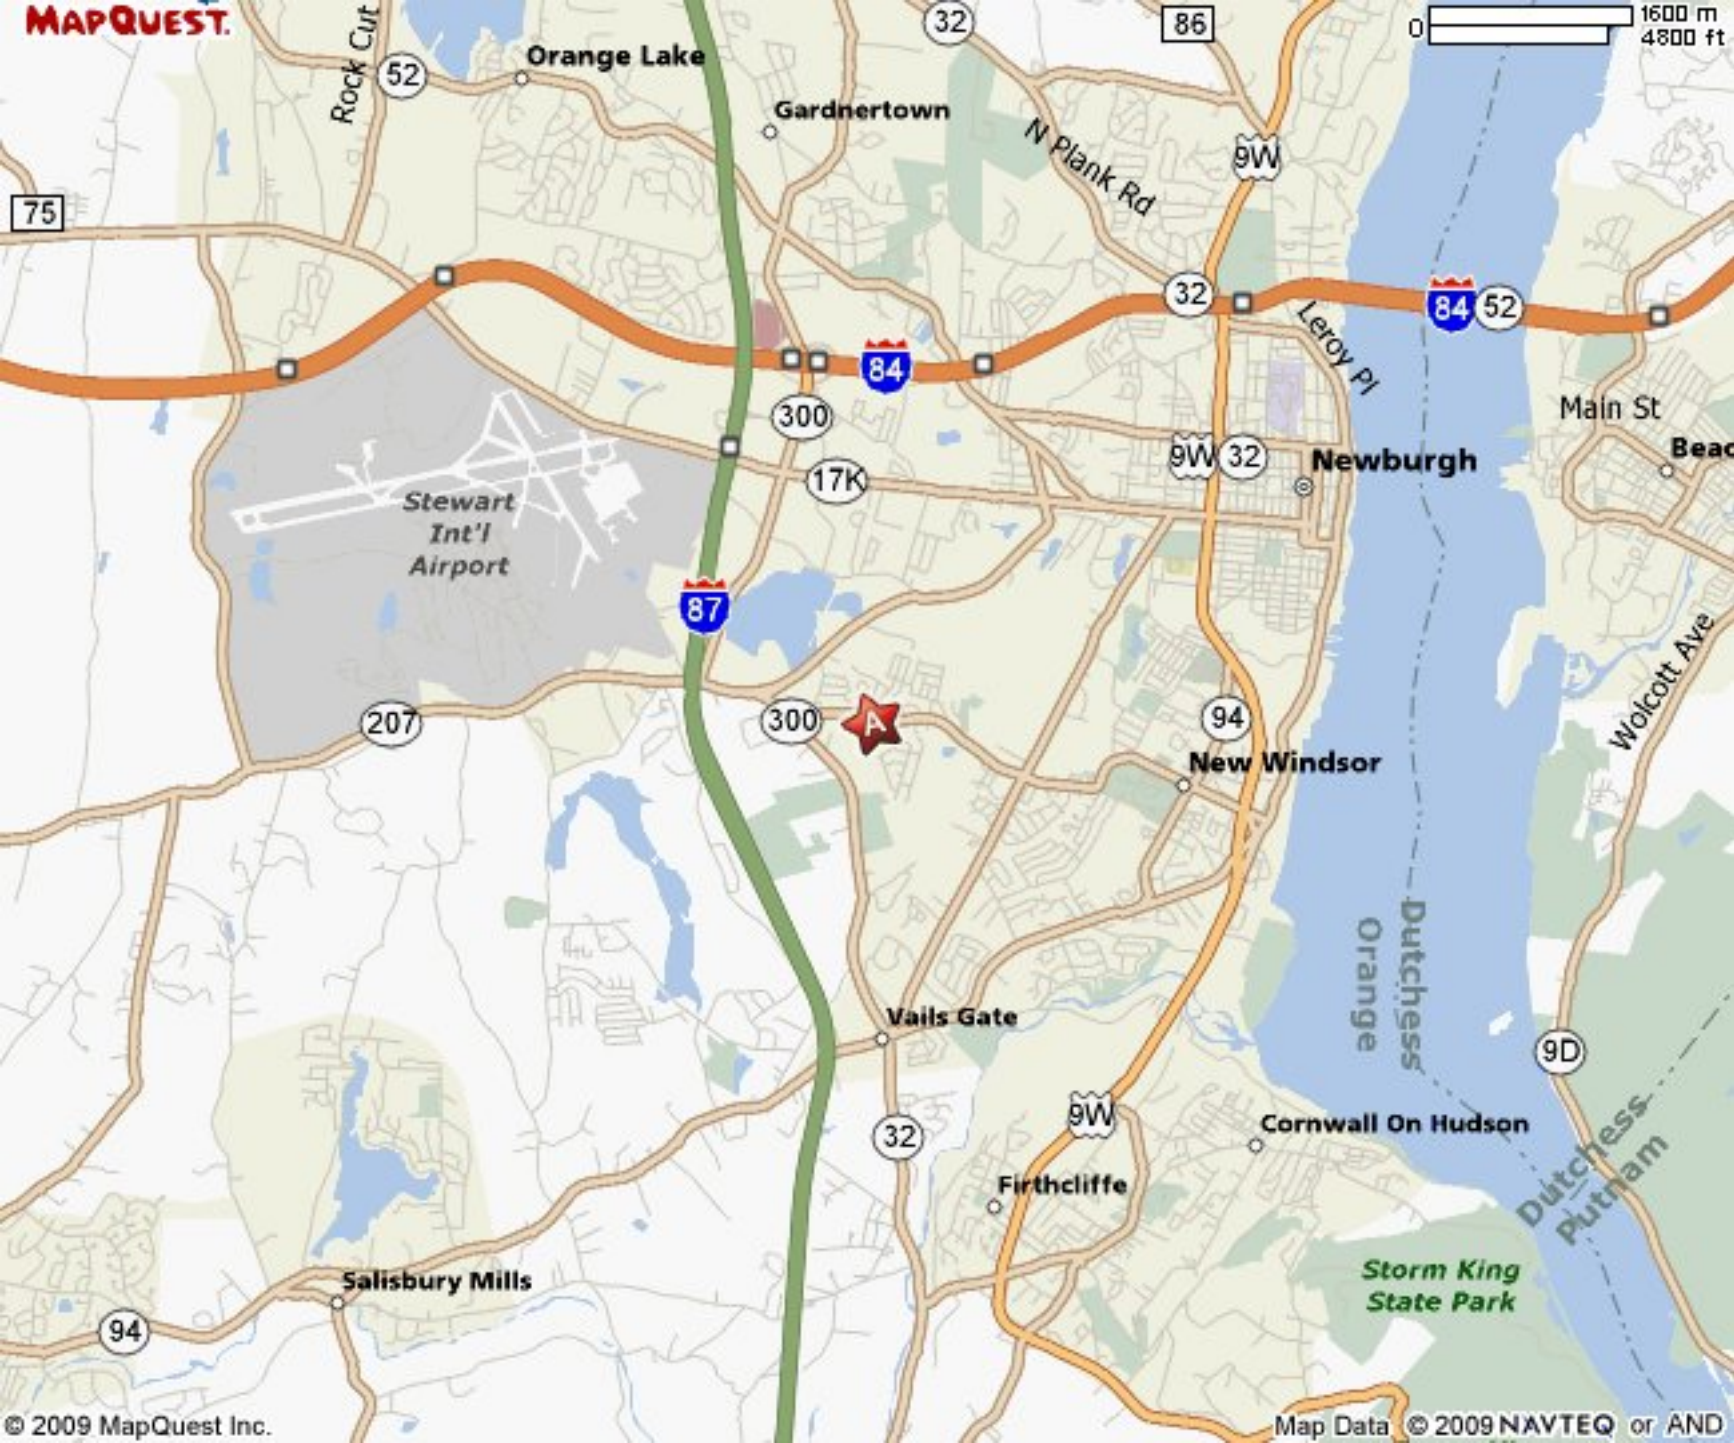 MAPQUEST.
32
86
0
1600 m
4800 ft
Rock Cut
52
Orange Lake
Gardnertown
N Plank Rd
9W
75
32
84
52
Leroy Pl
84
300
Main St
9W
32
Newburgh
Beac
17K
Stewart
Int'l
Airport
87
Wolcott Ave
207
300
A
94
New Windsor
Dutchess
Orange
Vails Gate
9D
9W
32
Cornwall On Hudson
Dutchess
Putnam
Firthcliffe
Storm King
State Park
Salisbury Mills
94
© 2009 MapQuest Inc.
Map Data © 2009 NAVTEQ or AND